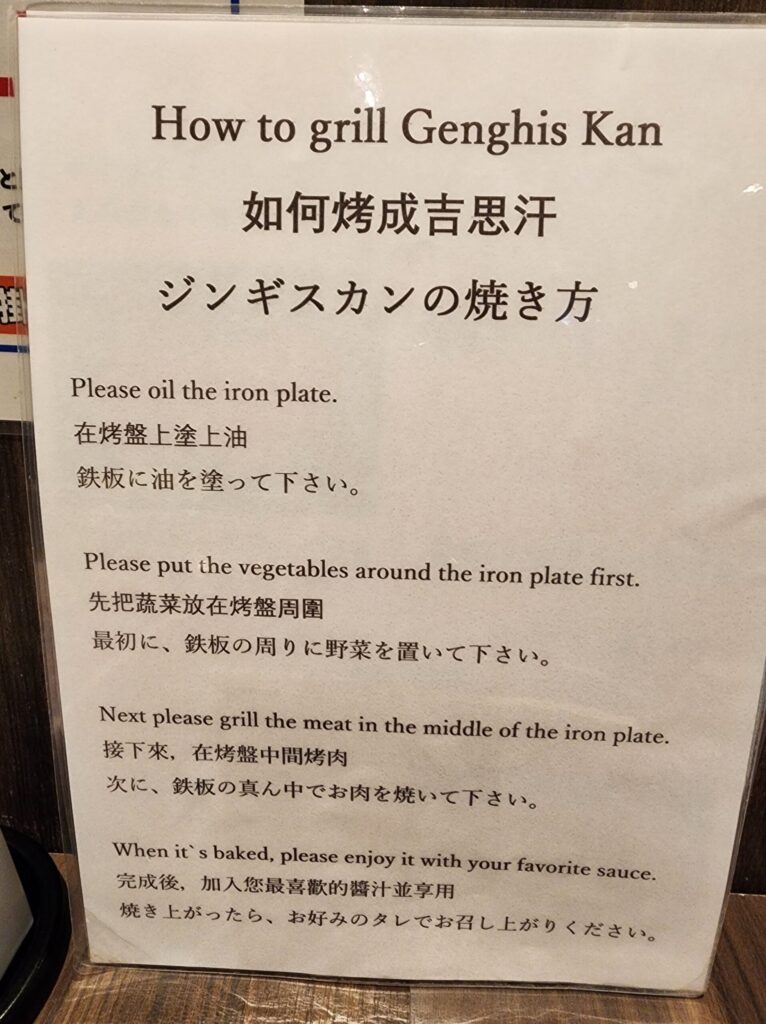 How to grill Genghis Kan
如何烤成吉思汗
ジンギスカンの焼き方
Please oil the iron plate.
在烤盤上塗上油
鉄板に油を塗って下さい。
Please put the vegetables around the iron plate first.
先把蔬菜放在烤盤周圍
最初に、鉄板の周りに野菜を置いて下さい。
Next please grill the meat in the middle of the iron plate.
接下來，在烤盤中間烤肉
次に、鉄板の真ん中でお肉を焼いて下さい。
When it`s baked, please enjoy it with your favorite sauce.
完成後，加入您最喜歡的醬汁並享用
焼き上がったら、お好みのタレでお召し上がりください。
と
て